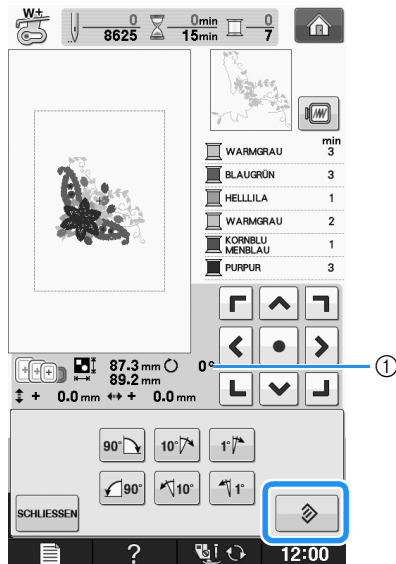 W+
0 0min 0
8625 15min 7
min
WARMGRAU 3
BLAUGRÜN 3
HELLLILA 1
WARMGRAU 2
KORNBLU
MENBLAU 1
PURPUR 3
87.3 mm 0°
89.2 mm
+ 0.0 mm + 0.0 mm
1
90° 10° 1°
90° 10° 1°
SCHLIESSEN
? 12:00